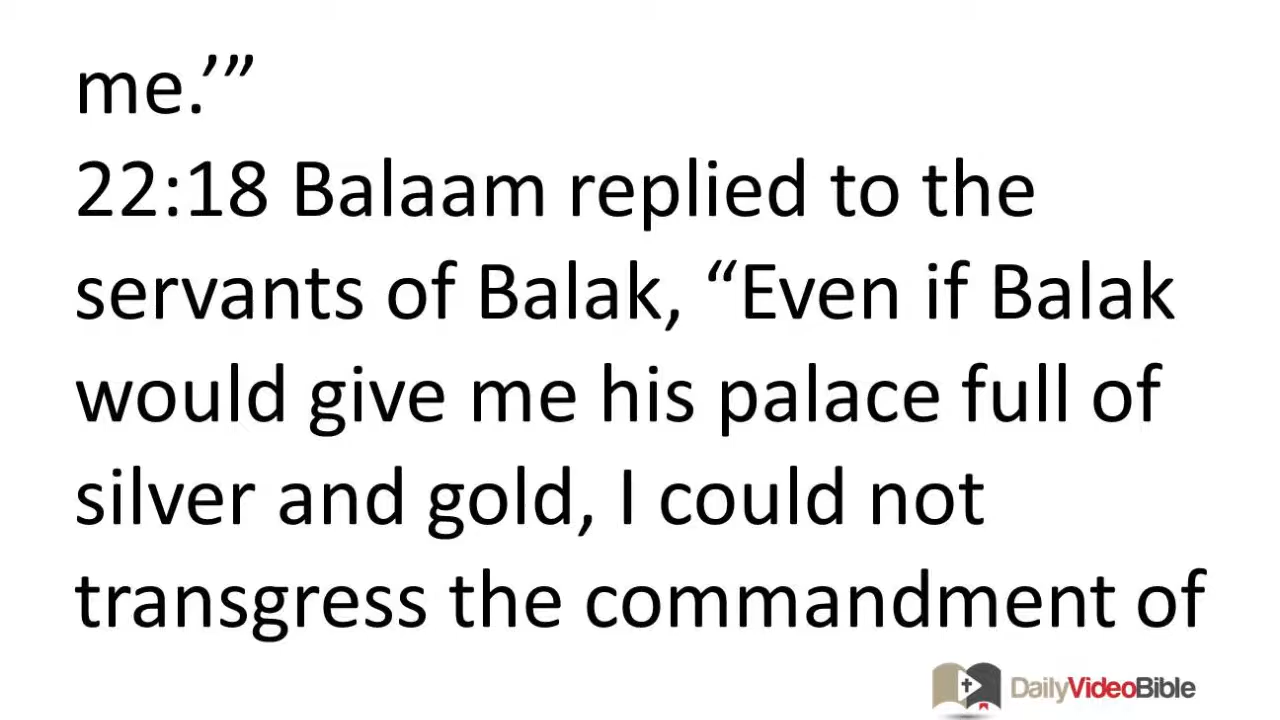 me.’”
22:18 Balaam replied to the
servants of Balak, “Even if Balak
would give me his palace full of
silver and gold, I could not
transgress the commandment of
DailyVideoBible